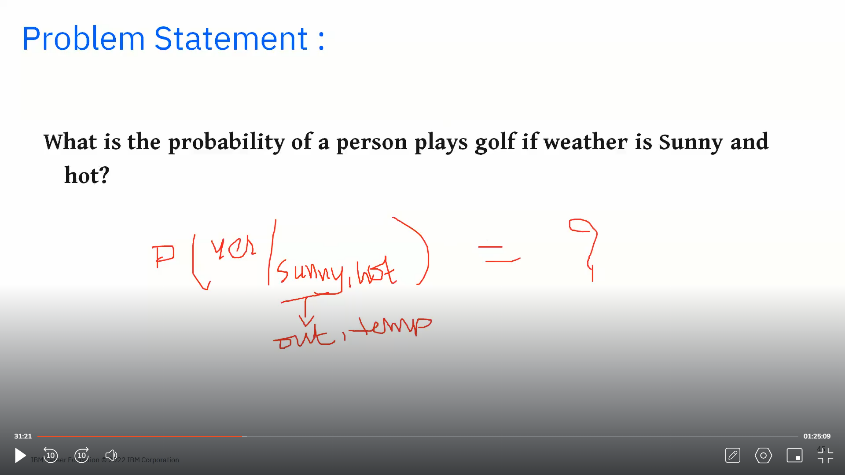 Problem Statement :
What is the probability of a person plays golf if weather is Sunny and
hot?
P(yes/sunny,hot) = ?
out, temp
31:21
01:25:09
10
10